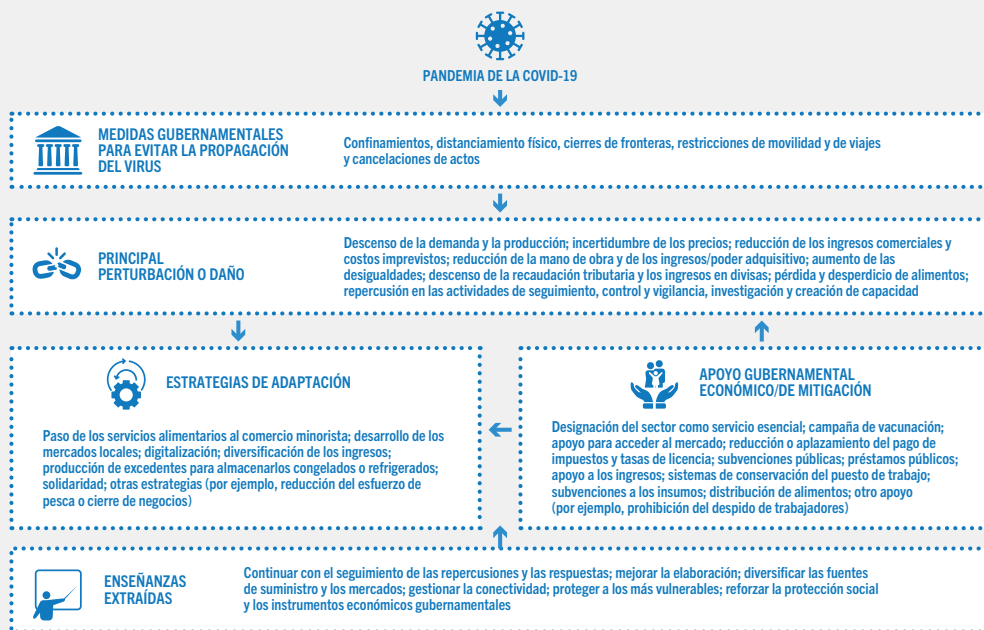 PANDEMIA DE LA COVID-19
MEDIDAS GUBERNAMENTALES
PARA EVITAR LA PROPAGACIÓN
DEL VIRUS
Confinamientos, distanciamiento físico, cierres de fronteras, restricciones de movilidad y de viajes
y cancelaciones de actos
PRINCIPAL
PERTURBACIÓN O DAÑO
Descenso de la demanda y la producción; incertidumbre de los precios; reducción de los ingresos comerciales y
costos imprevistos; reducción de la mano de obra y de los ingresos/poder adquisitivo; aumento de las
desigualdades; descenso de la recaudación tributaria y los ingresos en divisas; pérdida y desperdicio de alimentos;
repercusión en las actividades de seguimiento, control y vigilancia, investigación y creación de capacidad
ESTRATEGIAS DE ADAPTACIÓN
Paso de los servicios alimentarios al comercio minorista; desarrollo de los
mercados locales; digitalización; diversificación de los ingresos;
producción de excedentes para almacenarlos congelados o refrigerados;
solidaridad; otras estrategias (por ejemplo, reducción del esfuerzo de
pesca o cierre de negocios)
APOYO GUBERNAMENTAL
ECONÓMICO/DE MITIGACIÓN
Designación del sector como servicio esencial; campaña de vacunación;
apoyo para acceder al mercado; reducción o aplazamiento del pago de
impuestos y tasas de licencia; subvenciones públicas; préstamos públicos;
apoyo a los ingresos; sistemas de conservación del puesto de trabajo;
subvenciones a los insumos; distribución de alimentos; otro apoyo
(por ejemplo, prohibición del despido de trabajadores)
ENSEÑANZAS
EXTRAÍDAS
Continuar con el seguimiento de las repercusiones y las respuestas; mejorar la elaboración; diversificar las fuentes
de suministro y los mercados; gestionar la conectividad; proteger a los más vulnerables; reforzar la protección social
y los instrumentos económicos gubernamentales